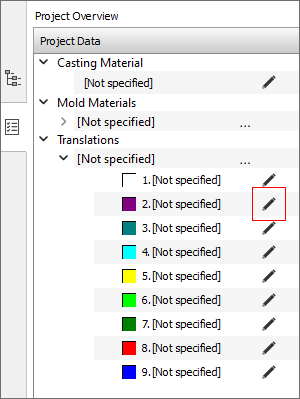 Project Overview
Project Data
Casting Material
[Not specified]
Mold Materials
[Not specified] ...
Translations
[Not specified] ...
1. [Not specified]
2. [Not specified]
3. [Not specified]
4. [Not specified]
5. [Not specified]
6. [Not specified]
7. [Not specified]
8. [Not specified]
9. [Not specified]